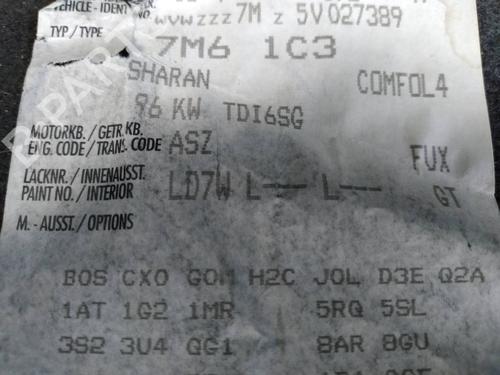 VEHICLE - IDENT
WVWZZZ7M Z 5V027389
TYP / TYPE
7M6 1C3
SHARAN
COMFOL4
96 KW TDI6SG
MOTORKB. / GETR. KB.
ENG. CODE / TRANS. CODE
ASZ
FUX
LACKNR. / INNENAUSST.
PAINT NO. / INTERIOR
LD7W L--- L---
GT
M. - AUSST. / OPTIONS
B0S CX0 G0M H2C J0L D3E Q2A
1AT 1G2 1MR 5RQ 5SL
3S2 3U4 QG1 8AR 8GU